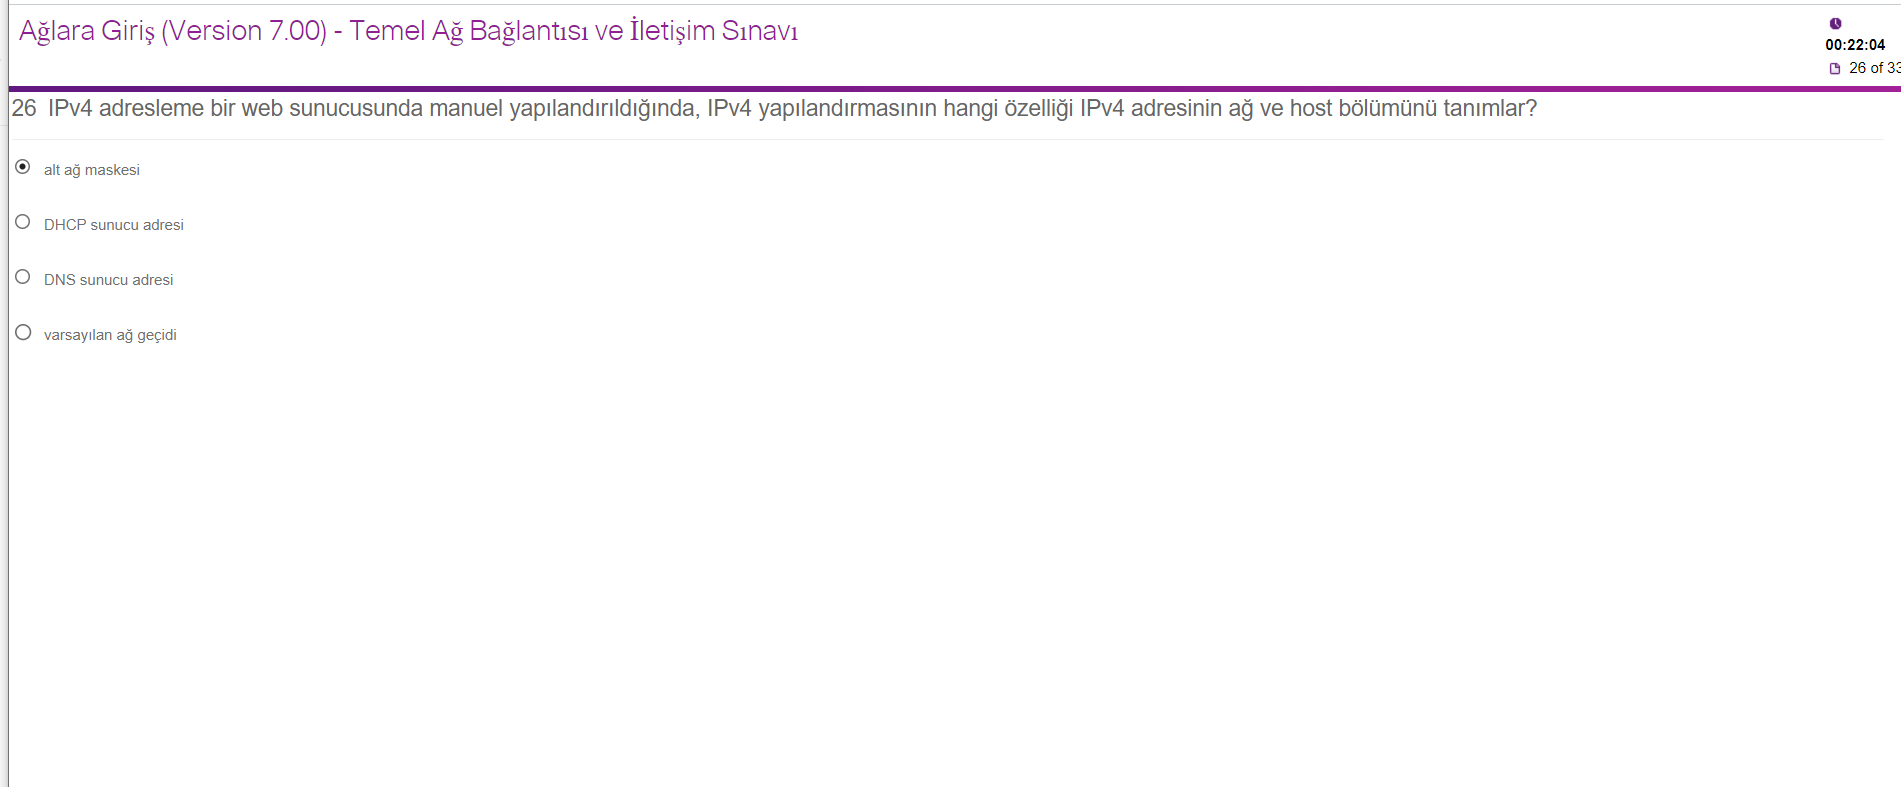 Ağlara Giriş (Version 7.00) - Temel Ağ Bağlantısı ve İletişim Sınavı
00:22:04
26 of 33
26 IPv4 adresleme bir web sunucusunda manuel yapılandırıldığında, IPv4 yapılandırmasının hangi özelliği IPv4 adresinin ağ ve host bölümünü tanımlar?
alt ağ maskesi
DHCP sunucu adresi
DNS sunucu adresi
varsayılan ağ geçidi